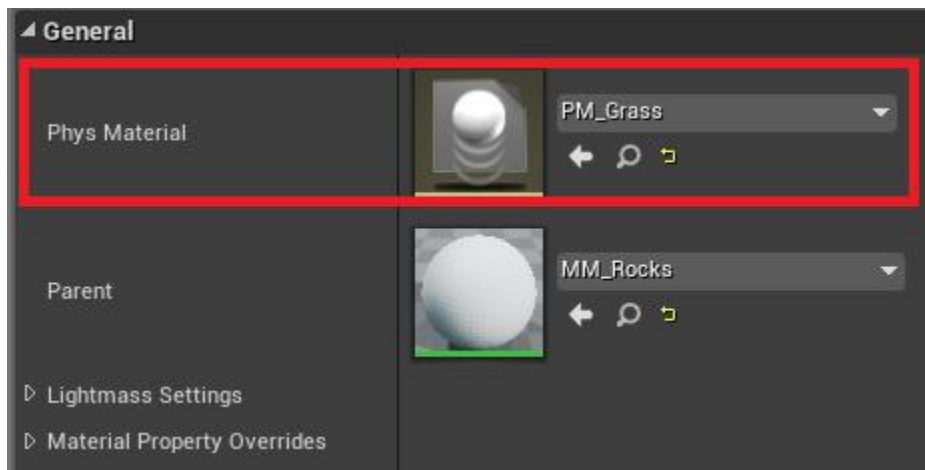 General
Phys Material
PM_Grass
Parent
MM_Rocks
Lightmass Settings
Material Property Overrides